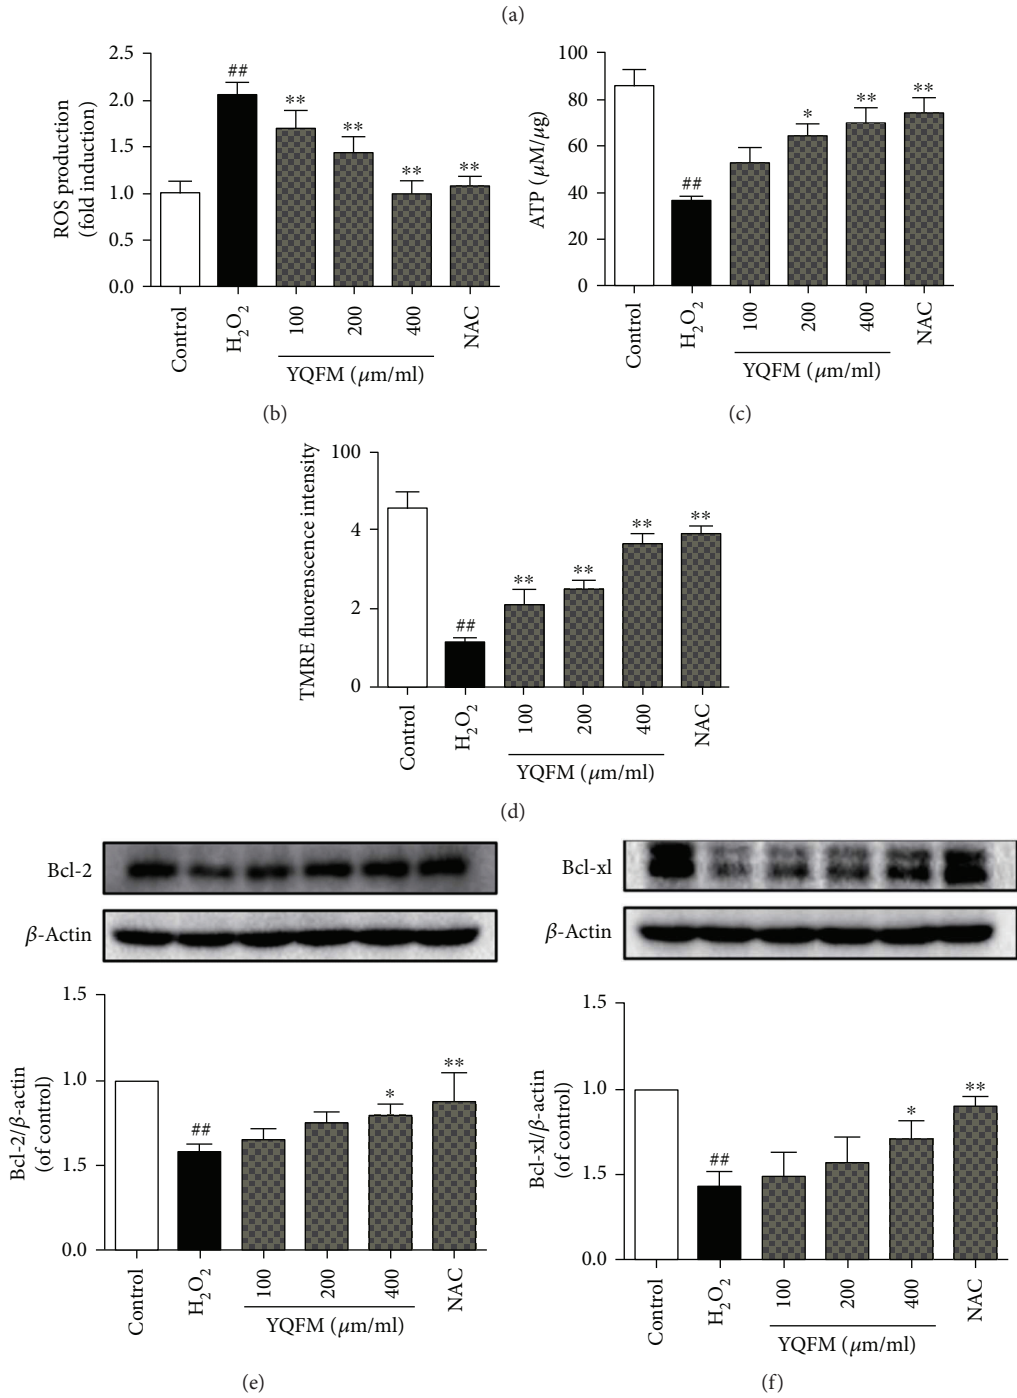 (a)
ROS production
(fold induction)
2.5
2.0
1.5
1.0
0.5
0.0
##
**
**
**
**
Control
H2O2
100
200
400
NAC
YQFM (μm/ml)
(b)
ATP (μM/μg)
100
80
60
40
20
0
##
*
**
**
Control
H2O2
100
200
400
NAC
YQFM (μm/ml)
(c)
TMRE fluorenscence intensity
100
4
2
0
##
**
**
**
**
Control
H2O2
100
200
400
NAC
YQFM (μm/ml)
(d)
Bcl-2
β-Actin
Bcl-2/β-actin
(of control)
1.5
1.0
1.5
0.0
##
*
**
Control
H2O2
100
200
400
NAC
YQFM (μm/ml)
(e)
Bcl-xl
β-Actin
Bcl-xl/β-actin
(of control)
1.5
1.0
1.5
0.0
##
*
**
Control
H2O2
100
200
400
NAC
YQFM (μm/ml)
(f)